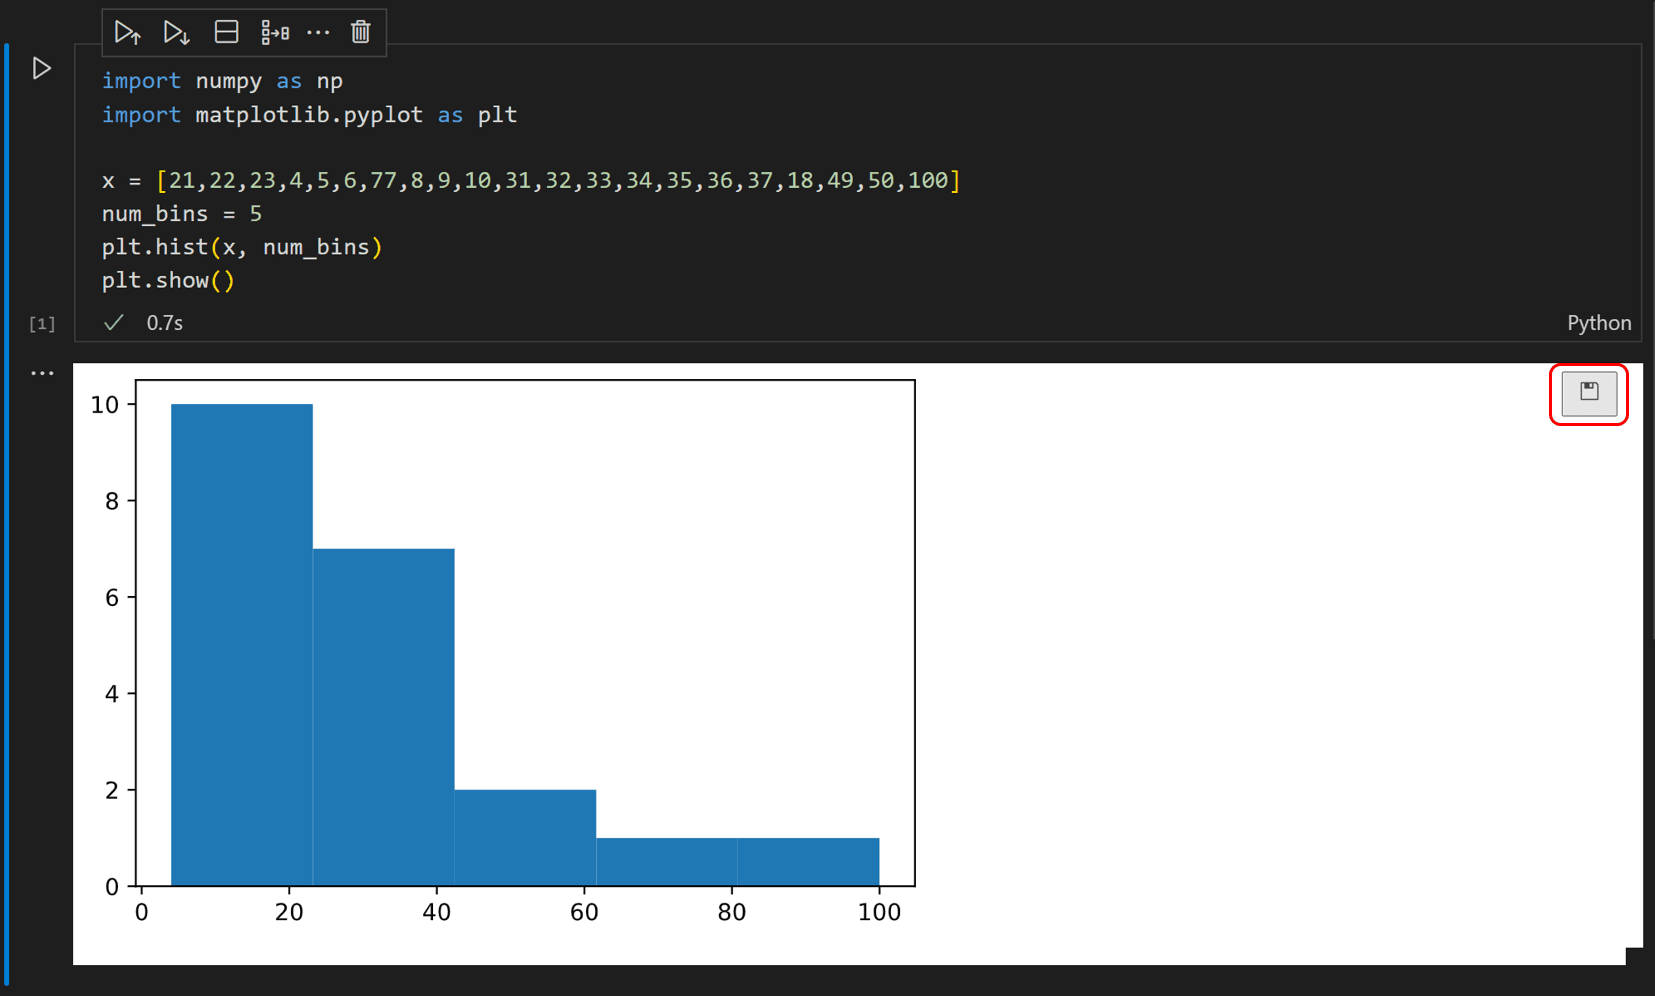 import numpy as np
import matplotlib.pyplot as plt
x = [21,22,23,4,5,6,77,8,9,10,31,32,33,34,35,36,37,18,49,50,100]
num_bins = 5
plt.hist(x, num_bins)
plt.show()
[1] 0.7s Python
10
8
6
4
2
0
0 20 40 60 80 100